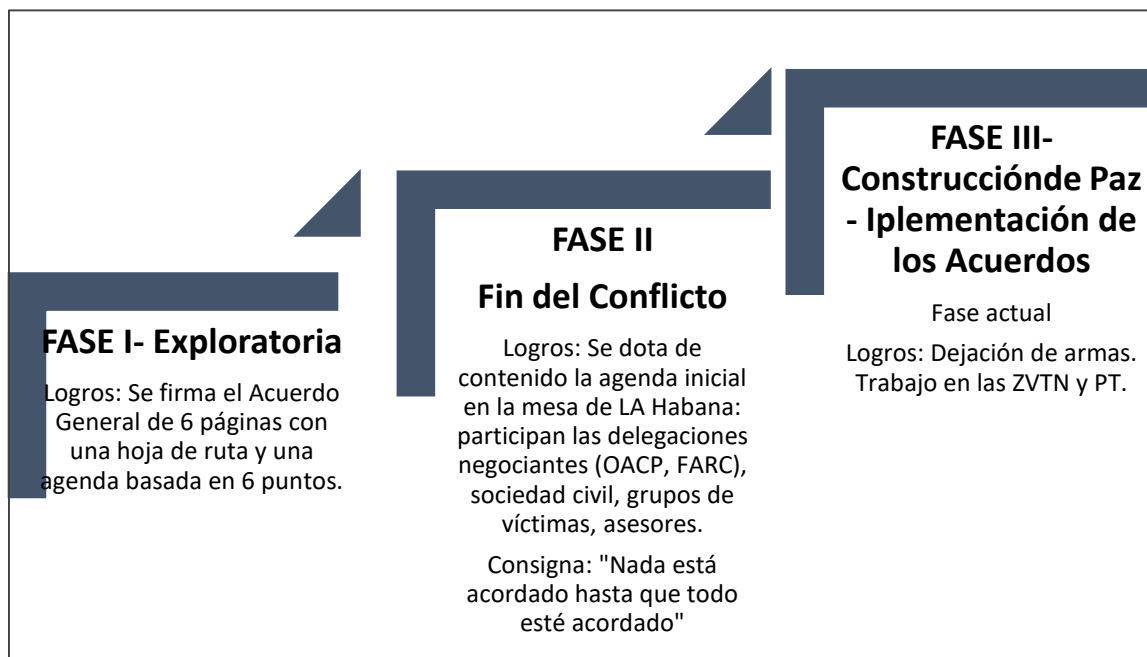 FASE I- Exploratoria
Logros: Se firma el Acuerdo
General de 6 páginas con
una hoja de ruta y una
agenda basada en 6 puntos.
FASE II
Fin del Conflicto
Logros: Se dota de
contenido la agenda inicial
en la mesa de LA Habana:
participan las delegaciones
negociantes (OACP, FARC),
sociedad civil, grupos de
víctimas, asesores.
Consigna: "Nada está
acordado hasta que todo
esté acordado"
FASE III-
Construcciónde Paz
- Iplementación de
los Acuerdos
Fase actual
Logros: Dejación de armas.
Trabajo en las ZVTN y PT.